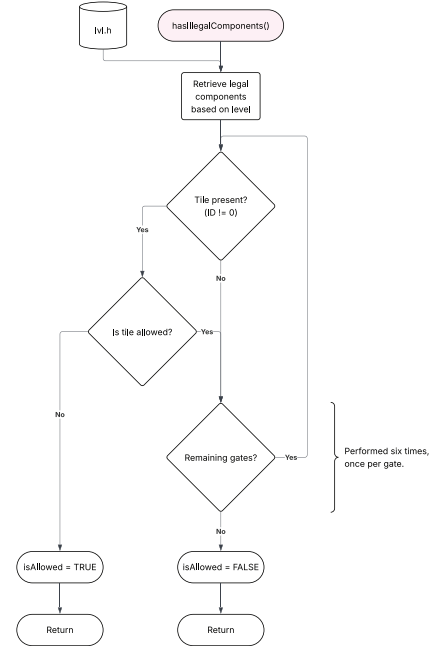 lvl.h
hasIllegalComponents()
Retrieve legal
components
based on level
Tile present?
(ID != 0)
Yes
No
Is tile allowed?
Yes
No
Remaining gates?
Yes
Performed six times,
once per gate.
No
isAllowed = TRUE
isAllowed = FALSE
Return
Return